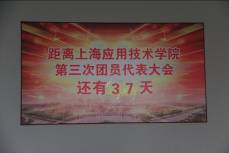 距离上海应用技术学院
第三次团员代表大会
还有37天